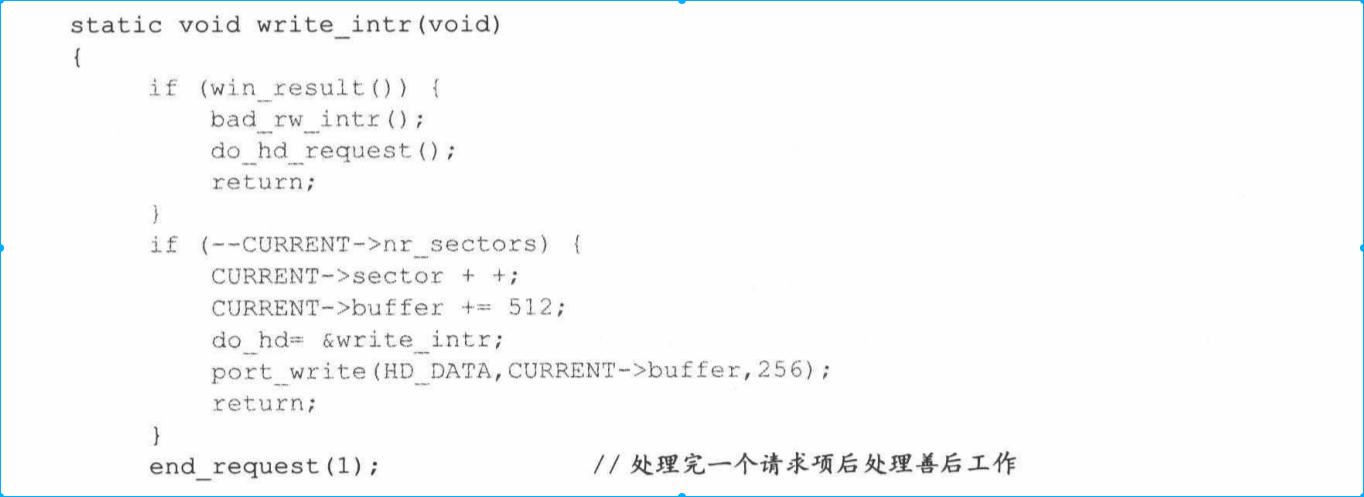 static void write_intr(void)
{
if (win_result()) {
bad_rw_intr();
do_hd_request();
return;
}
if (--CURRENT->nr_sectors) {
CURRENT->sector + +;
CURRENT->buffer += 512;
do_hd= &write_intr;
port_write(HD_DATA,CURRENT->buffer,256);
return;
}
end_request(1); //处理完一个请求项后处理善后工作